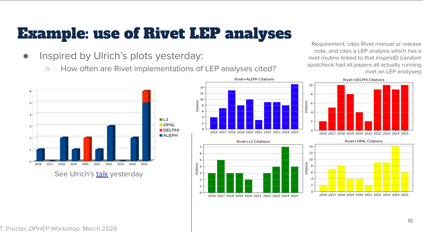 Example: use of Rivet LEP analyses
Requirement: cites Rivet manual or release
note, and cites a LEP analysis which has a
rivet routine linked to that inspireID (random
spotcheck had all papers all actually running
rivet on LEP analyses)
● Inspired by Ulrich's plots yesterday:
○ How often are Rivet implementations of LEP analyses cited?
L3
OPAL
DELPHI
ALEPH
See Ulrich's talk yesterday
Rivet+ALEPH Citations
Citations
2016 2017 2018 2019 2020 2021 2022 2023 2024 2025
Rivet+DELPHI Citations
Citations
2016 2017 2018 2019 2020 2021 2022 2023 2024 2025
Rivet+L3 Citations
Citations
2016 2017 2018 2019 2020 2021 2022 2023 2024 2025
Rivet+OPAL Citations
Citations
2016 2017 2018 2019 2020 2021 2022 2023 2024 2025
T. Procter, DPHEP Workshop, March 2026
16